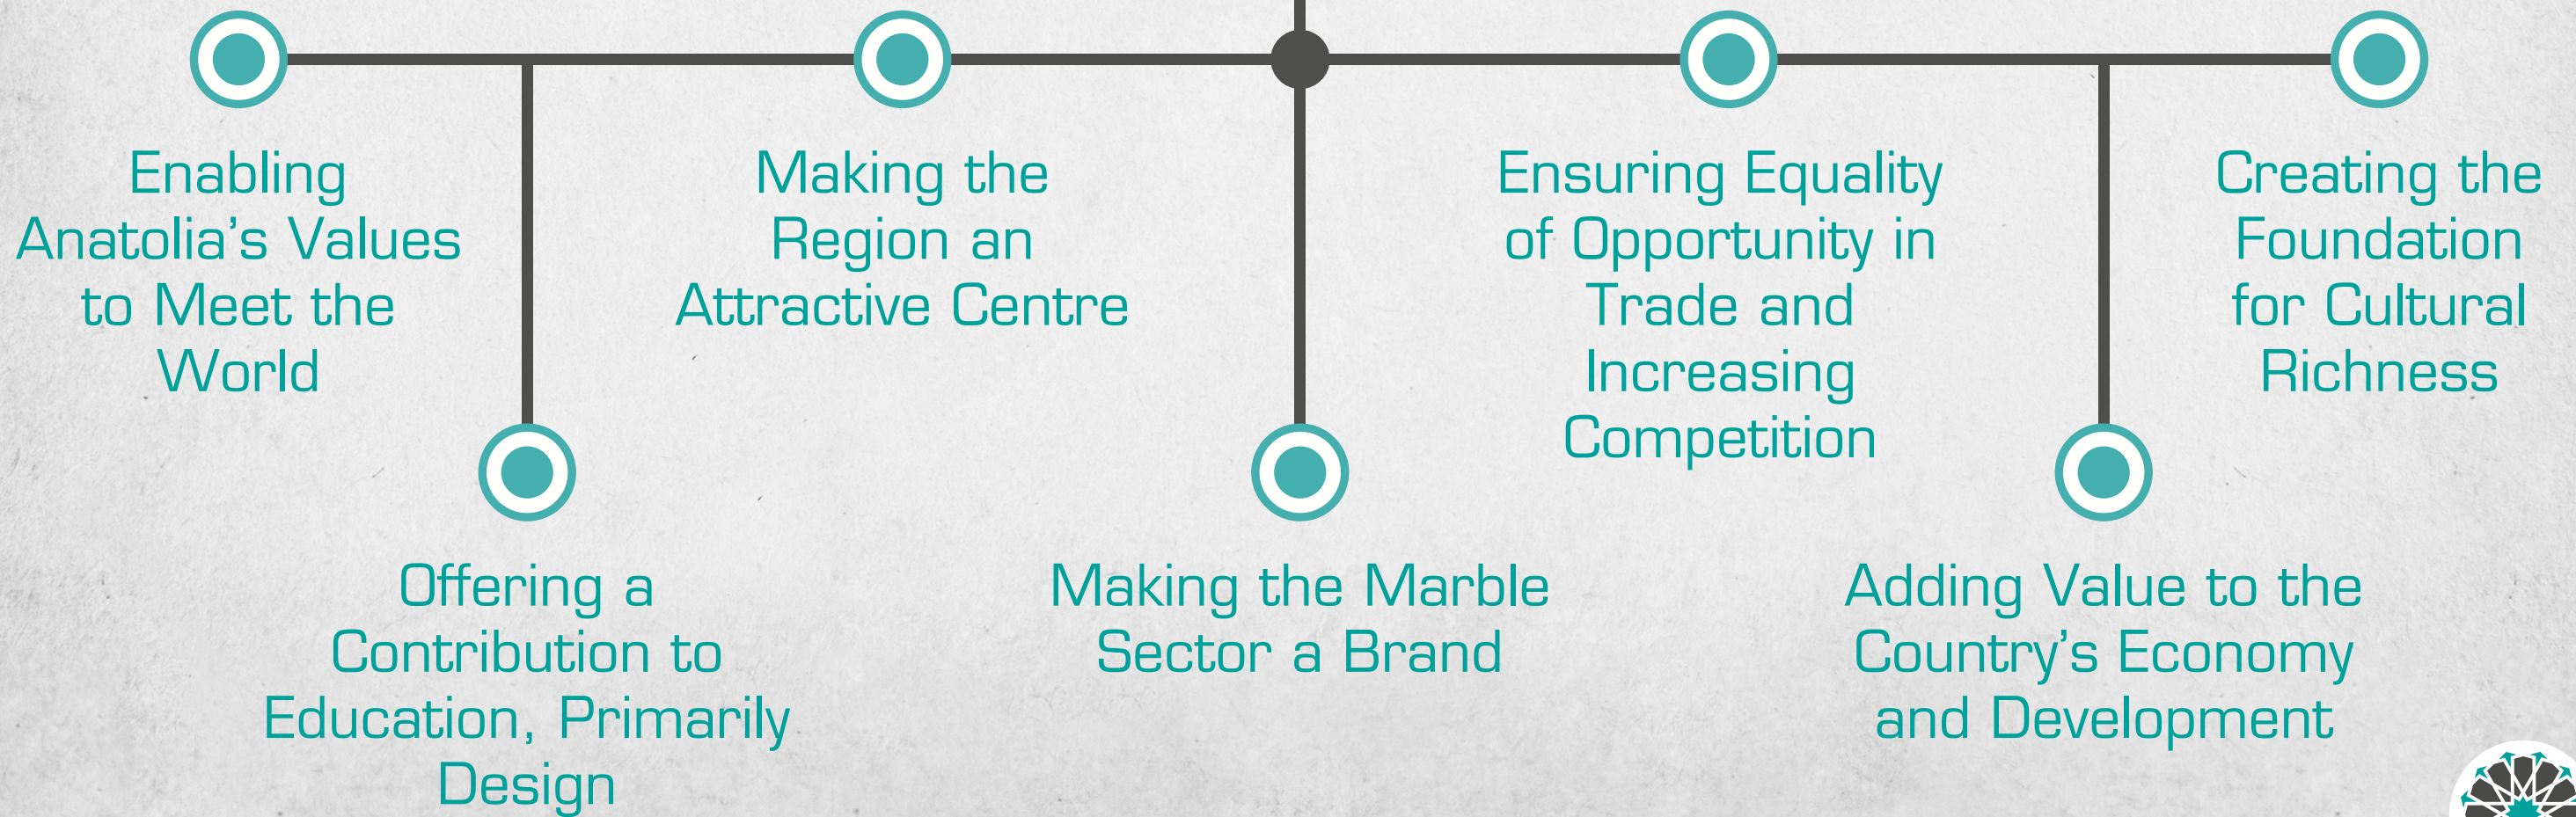 Enabling
Anatolia’s Values
to Meet the
World
Offering a
Contribution to
Education, Primarily
Design
Making the
Region an
Attractive Centre
Making the Marble
Sector a Brand
Ensuring Equality
of Opportunity in
Trade and
Increasing
Competition
Adding Value to the
Country’s Economy
and Development
Creating the
Foundation
for Cultural
Richness